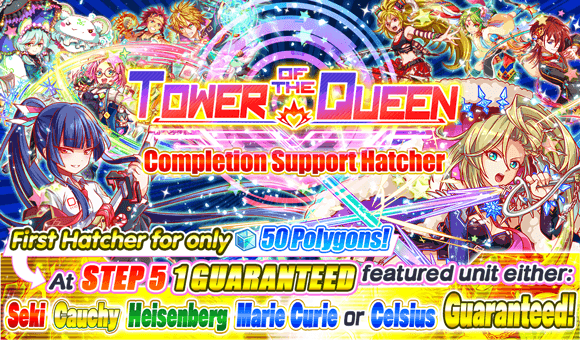 TOWER OF THE QUEEN
Completion Support Hatcher
First Hatcher for only 50 Polygons!
At STEP 5 1 GUARANTEED featured unit either:
Seki Cauchy Heisenberg Marie Curie or Celsius Guaranteed!